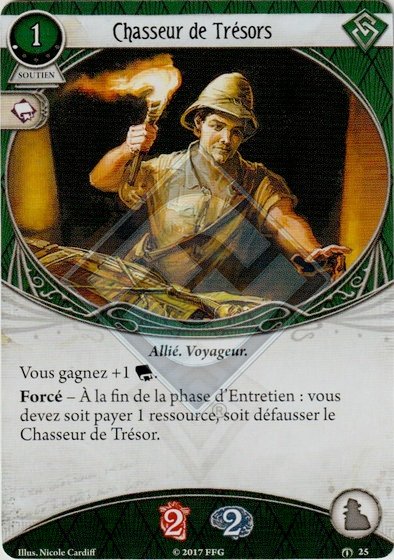 Chasseur de Trésors
1
SOUTIEN
Allié. Voyageur.
Vous gagnez +1 .
Forcé – À la fin de la phase d’Entretien : vous
devez soit payer 1 ressource, soit défausser le
Chasseur de Trésor.
2 2
Illus. Nicole Cardiff © 2017 FFG 25
®